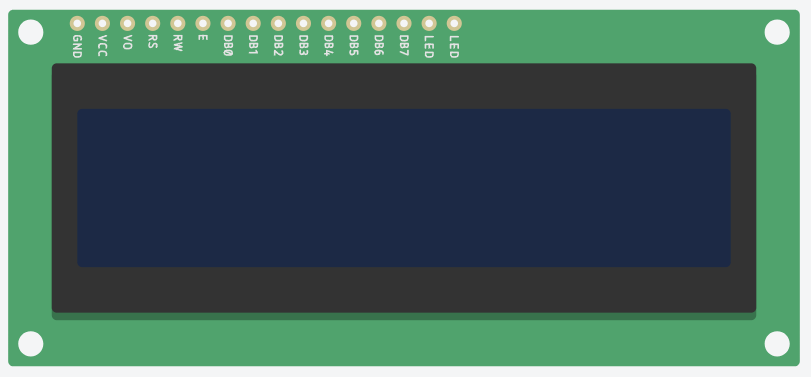 GND
VCC
VO
RS
RW
E
DB0
DB1
DB2
DB3
DB4
DB5
DB6
DB7
LED
LED